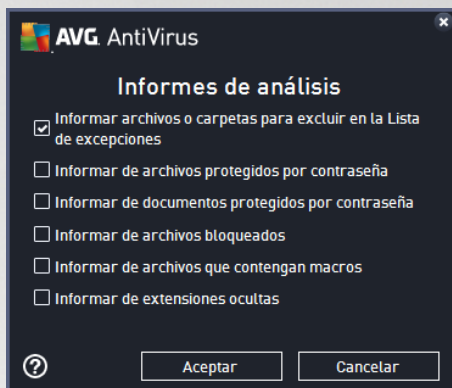 AVG AntiVirus
Informes de análisis
Informar archivos o carpetas para excluir en la Lista
de excepciones
Informar de archivos protegidos por contraseña
Informar de documentos protegidos por contraseña
Informar de archivos bloqueados
Informar de archivos que contengan macros
Informar de extensiones ocultas
?
Aceptar
Cancelar